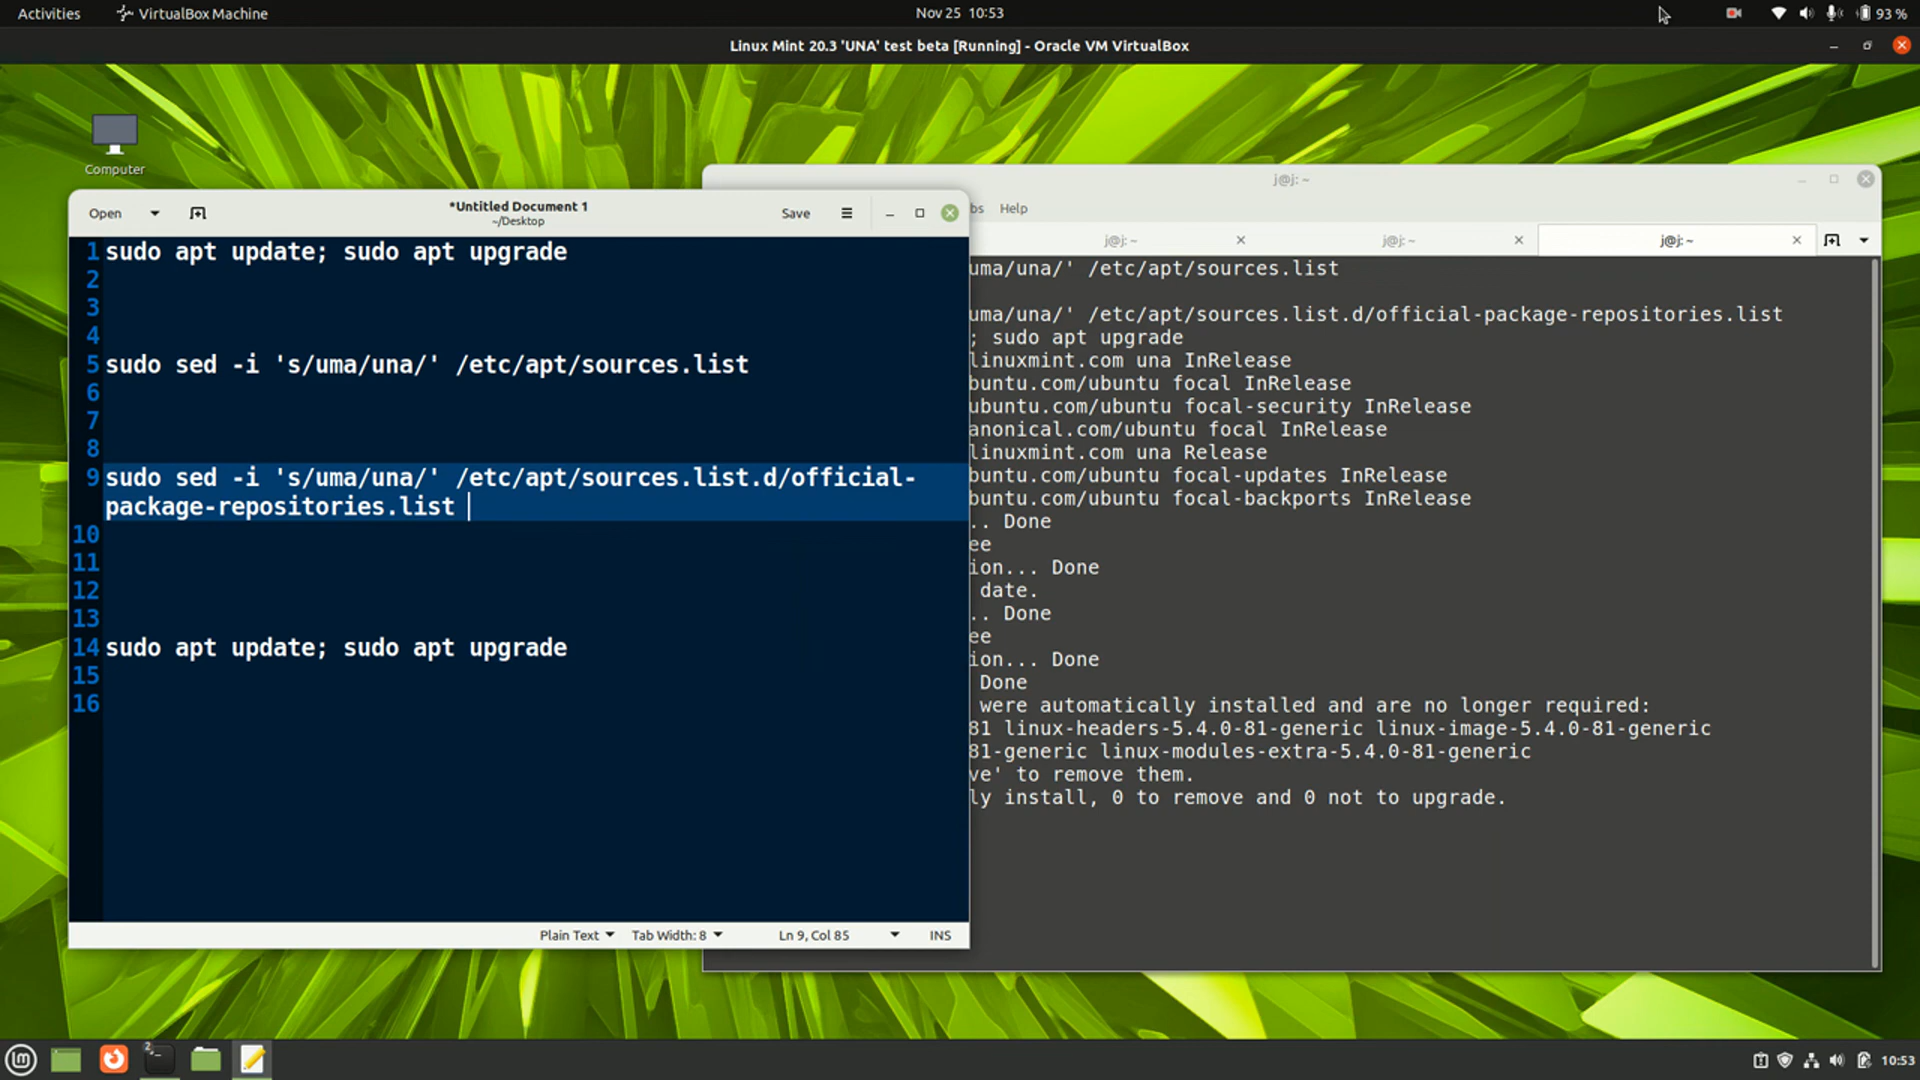 Activities
VirtualBox Machine
Nov 25 10:53
93 %
Linux Mint 20.3 'UNA' test beta [Running] - Oracle VM VirtualBox
Computer
Open
*Untitled Document 1
~/Desktop
Save
1 sudo apt update; sudo apt upgrade
2
3
4
5 sudo sed -i 's/uma/una/' /etc/apt/sources.list
6
7
8
9 sudo sed -i 's/uma/una/' /etc/apt/sources.list.d/official-
package-repositories.list
10
11
12
13
14 sudo apt update; sudo apt upgrade
15
16
Plain Text
Tab Width: 8
Ln 9, Col 85
INS
j@j: ~
bs Help
j@j: ~
j@j: ~
j@j: ~
uma/una/' /etc/apt/sources.list
uma/una/' /etc/apt/sources.list.d/official-package-repositories.list
; sudo apt upgrade
linuxmint.com una InRelease
buntu.com/ubuntu focal InRelease
ubuntu.com/ubuntu focal-security InRelease
anonical.com/ubuntu focal InRelease
linuxmint.com una Release
buntu.com/ubuntu focal-updates InRelease
buntu.com/ubuntu focal-backports InRelease
.. Done
ee
ion... Done
date.
.. Done
ee
ion... Done
Done
were automatically installed and are no longer required:
81 linux-headers-5.4.0-81-generic linux-image-5.4.0-81-generic
81-generic linux-modules-extra-5.4.0-81-generic
ve' to remove them.
ly install, 0 to remove and 0 not to upgrade.
2
10:53